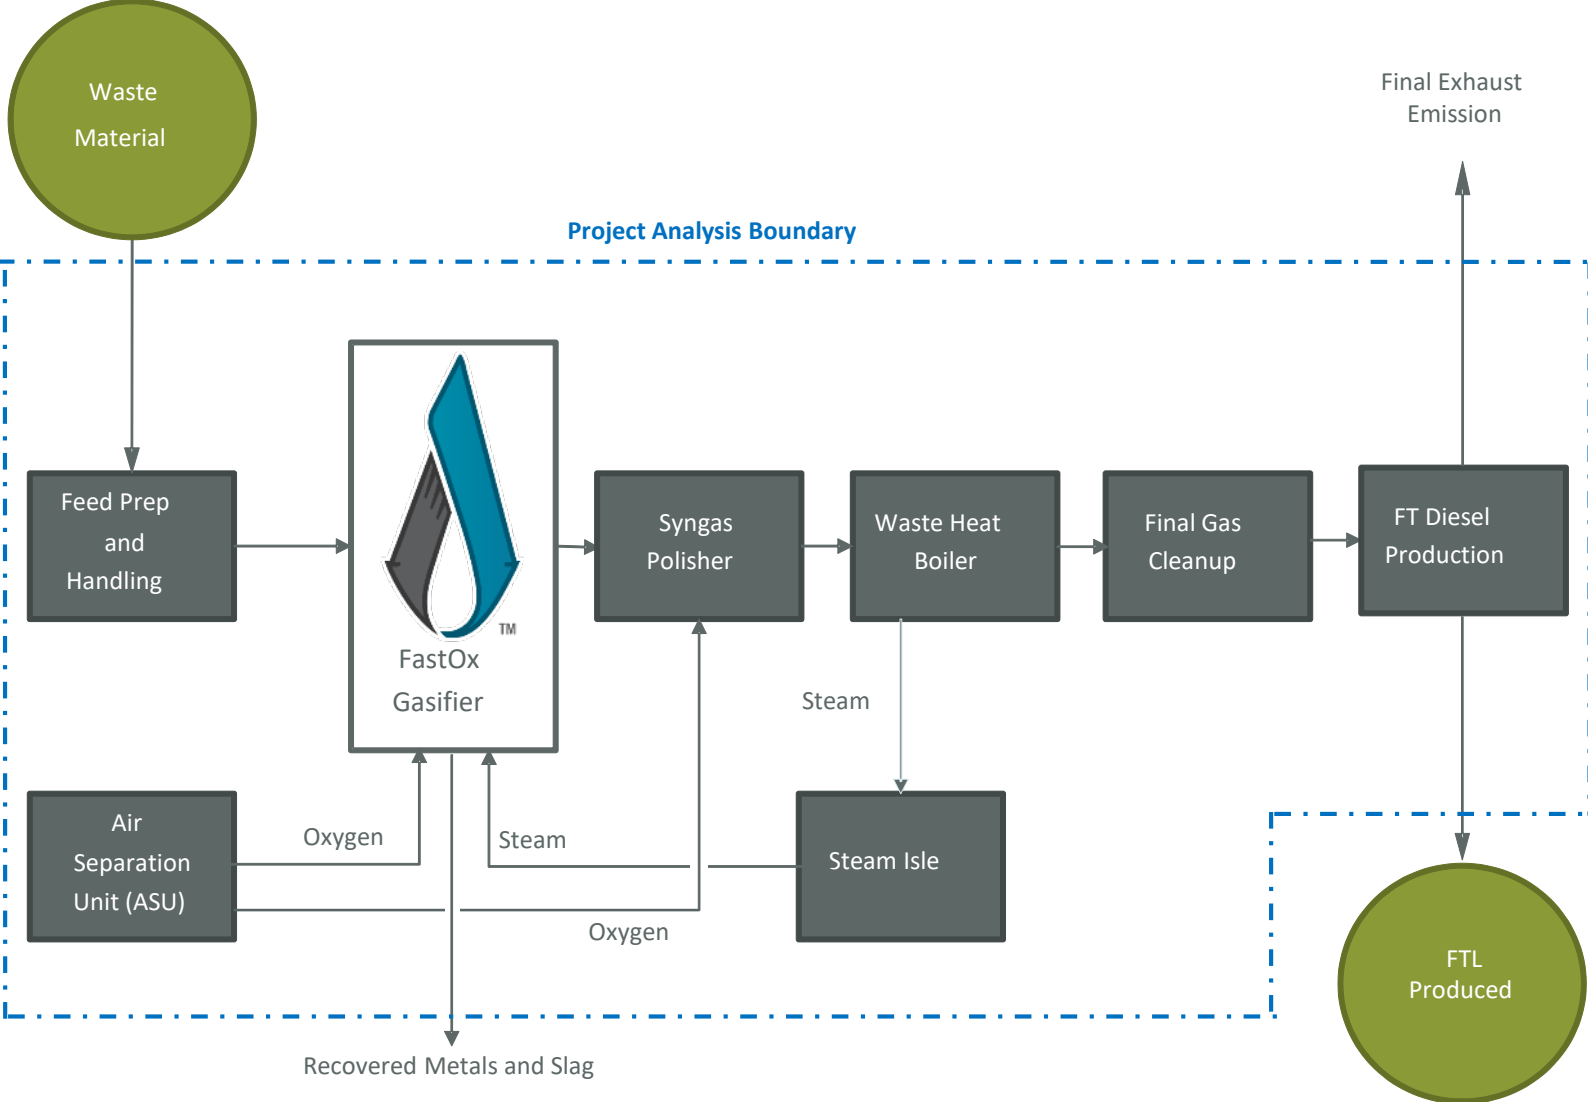 Waste
Material
Final Exhaust
Emission
Project Analysis Boundary
Feed Prep
and
Handling
TM
FastOx
Gasifier
Syngas
Polisher
Waste Heat
Boiler
Final Gas
Cleanup
FT Diesel
Production
Steam
Air
Separation
Unit (ASU)
Oxygen
Steam
Steam Isle
Oxygen
FTL
Produced
Recovered Metals and Slag